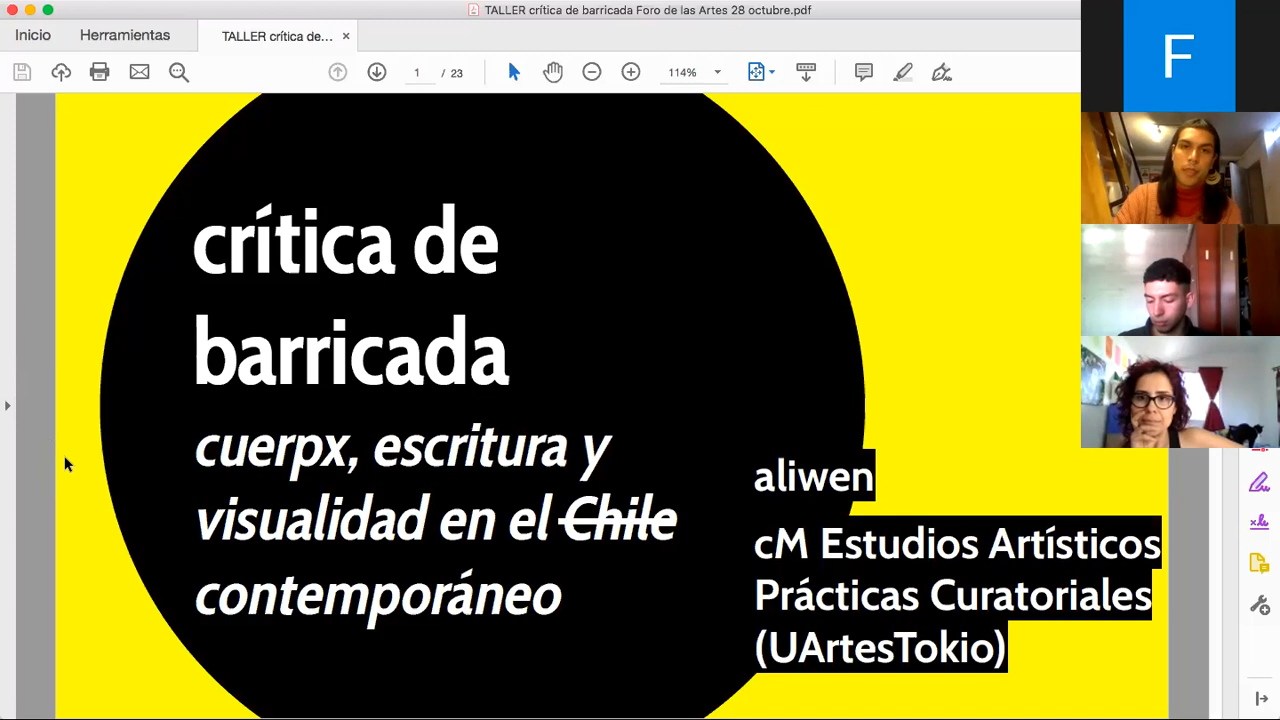 TALLER crítica de barricada Foro de las Artes 28 octubre.pdf
Inicio
Herramientas
TALLER crítica de...
1 / 23
114%
F
crítica de
barricada
cuerpx, escritura y
visualidad en el Chile
contemporáneo
aliwen
cM Estudios Artísticos
Prácticas Curatoriales
(UArtesTokio)